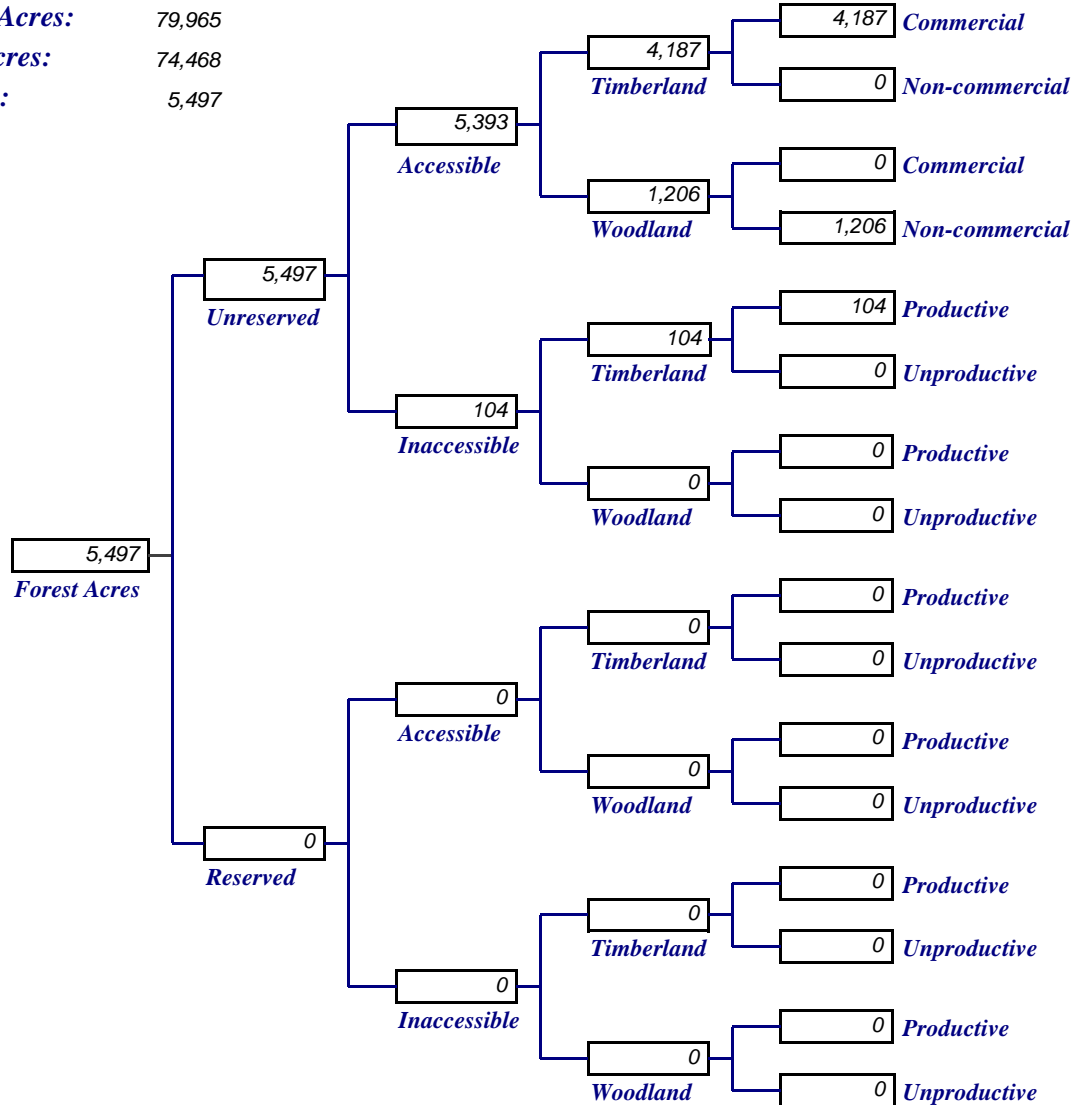 Acres: 79,965
cres: 74,468
: 5,497
4,187 Commercial
4,187
Timberland
0 Non-commercial
5,393
Accessible
0 Commercial
1,206
Woodland
1,206 Non-commercial
5,497
Unreserved
104 Productive
104
Timberland
0 Unproductive
104
Inaccessible
0 Productive
0
Woodland
0 Unproductive
5,497
Forest Acres
0 Productive
0
Timberland
0 Unproductive
0
Accessible
0 Productive
0
Woodland
0 Unproductive
0
Reserved
0 Productive
0
Timberland
0 Unproductive
0
Inaccessible
0 Productive
0
Woodland
0 Unproductive